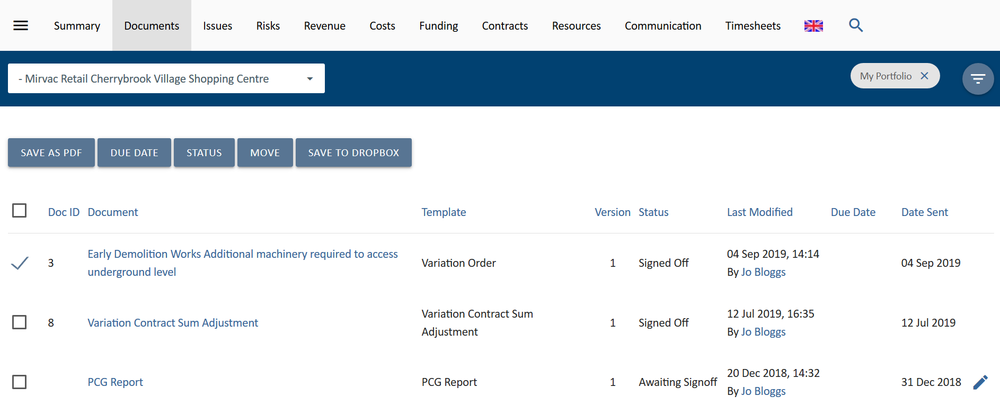 Summary Documents Issues Risks Revenue Costs Funding Contracts Resources Communication Timesheets
- Mirvac Retail Cherrybrook Village Shopping Centre
My Portfolio
SAVE AS PDF DUE DATE STATUS MOVE SAVE TO DROPBOX
Doc ID Document Template Version Status Last Modified Due Date Date Sent
3 Early Demolition Works Additional machinery required to access underground level Variation Order 1 Signed Off 04 Sep 2019, 14:14 By Jo Bloggs 04 Sep 2019
8 Variation Contract Sum Adjustment Variation Contract Sum Adjustment 1 Signed Off 12 Jul 2019, 16:35 By Jo Bloggs 12 Jul 2019
PCG Report PCG Report 1 Awaiting Signoff 20 Dec 2018, 14:32 By Jo Bloggs 31 Dec 2018